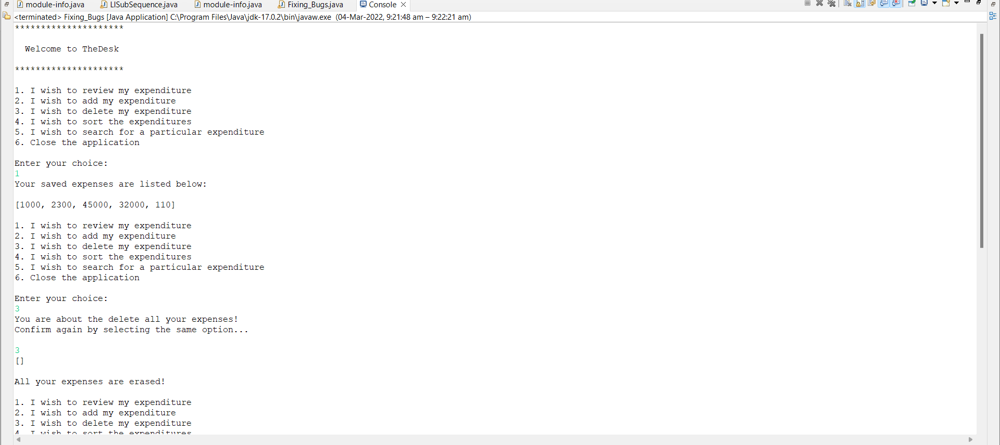 module-info.java LISubSequence.java module-info.java Fixing_Bugs.java Console
<terminated> Fixing_Bugs [Java Application] C:\Program Files\Java\jdk-17.0.2\bin\javaw.exe (04-Mar-2022, 9:21:48 am – 9:22:21 am)
*********************
Welcome to TheDesk
*********************
1. I wish to review my expenditure
2. I wish to add my expenditure
3. I wish to delete my expenditure
4. I wish to sort the expenditures
5. I wish to search for a particular expenditure
6. Close the application
Enter your choice:
1
Your saved expenses are listed below:
[1000, 2300, 45000, 32000, 110]
1. I wish to review my expenditure
2. I wish to add my expenditure
3. I wish to delete my expenditure
4. I wish to sort the expenditures
5. I wish to search for a particular expenditure
6. Close the application
Enter your choice:
3
You are about the delete all your expenses!
Confirm again by selecting the same option...
3
[]
All your expenses are erased!
1. I wish to review my expenditure
2. I wish to add my expenditure
3. I wish to delete my expenditure
4. I wish to sort the expenditures